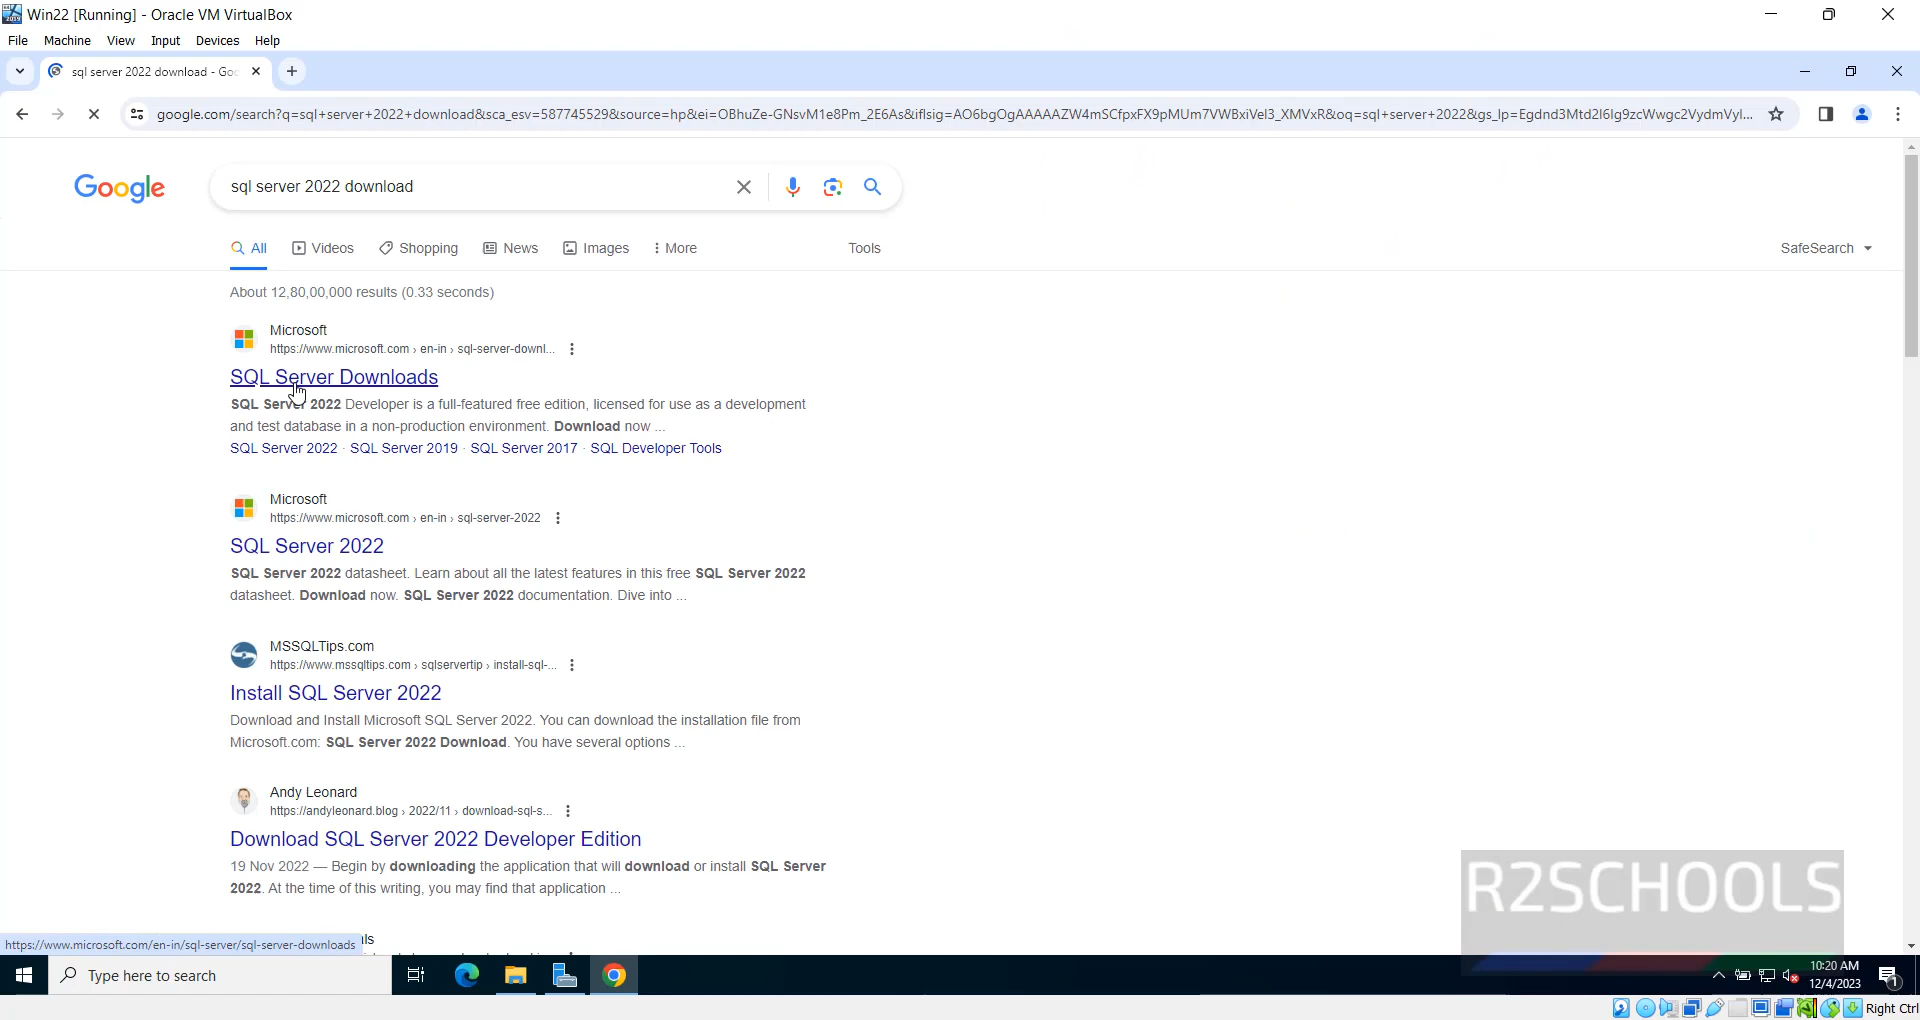 Win22 [Running] - Oracle VM VirtualBox
File Machine View Input Devices Help
sql server 2022 download - Goo
google.com/search?q=sql+server+2022+download&sca_esv=587745529&source=hp&ei=OBhuZe-GNsvM1e8Pm_2E6As&iflsig=AO6bgOgAAAAAZW4mSCfpxFX9pMUm7VWBxiVel3_XMVxR&oq=sql+server+2022&gs_lp=Egdnd3Mtd2l6Ig9zcWwgc2VydmVyl...
Google
sql server 2022 download
All Videos Shopping News Images More Tools SafeSearch
About 12,80,00,000 results (0.33 seconds)
Microsoft
https://www.microsoft.com › en-in › sql-server-downl...
SQL Server Downloads
SQL Server 2022 Developer is a full-featured free edition, licensed for use as a development
and test database in a non-production environment. Download now ...
SQL Server 2022 · SQL Server 2019 · SQL Server 2017 · SQL Developer Tools
Microsoft
https://www.microsoft.com › en-in › sql-server-2022
SQL Server 2022
SQL Server 2022 datasheet. Learn about all the latest features in this free SQL Server 2022
datasheet. Download now. SQL Server 2022 documentation. Dive into ...
MSSQLTips.com
https://www.mssqltips.com › sqlservertip › install-sql-...
Install SQL Server 2022
Download and Install Microsoft SQL Server 2022. You can download the installation file from
Microsoft.com: SQL Server 2022 Download. You have several options ...
Andy Leonard
https://andyleonard.blog › 2022/11 › download-sql-s...
Download SQL Server 2022 Developer Edition
19 Nov 2022 — Begin by downloading the application that will download or install SQL Server
2022. At the time of this writing, you may find that application ...
R2SCHOOLS
https://www.microsoft.com/en-in/sql-server/sql-server-downloads
Type here to search
10:20 AM
12/4/2023
1
Right Ctrl